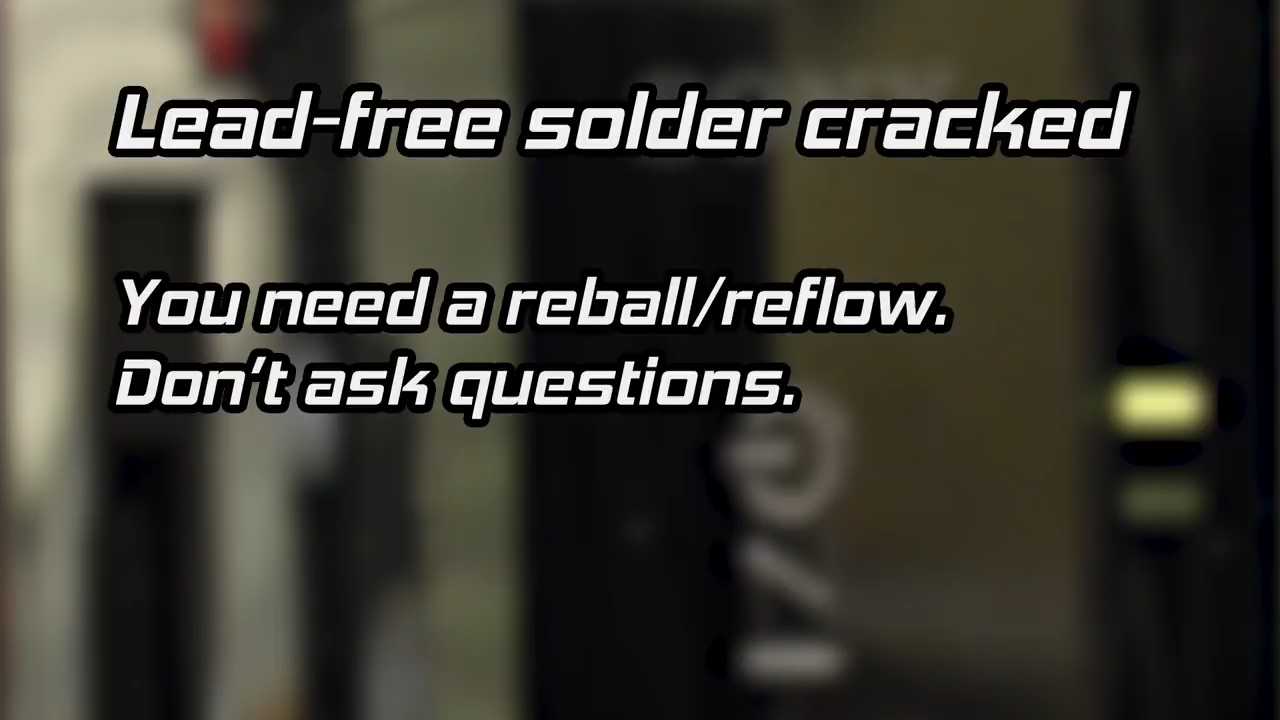 Lead-free solder cracked
You need a reball/reflow.
Don't ask questions.